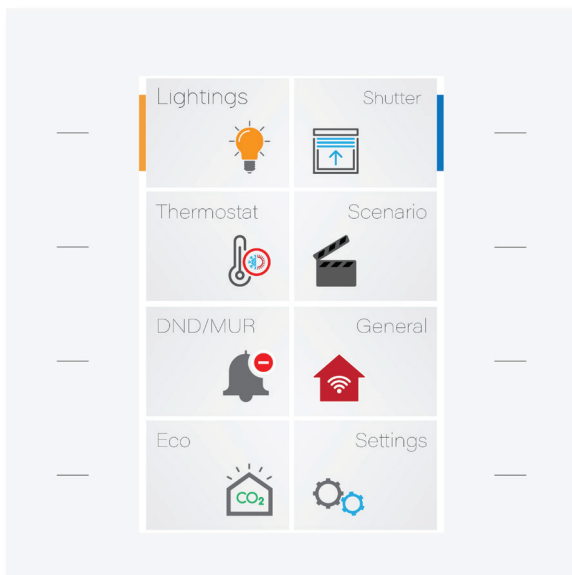 Lightings
Shutter
Thermostat
Scenario
DND/MUR
General
Eco
CO₂
Settings